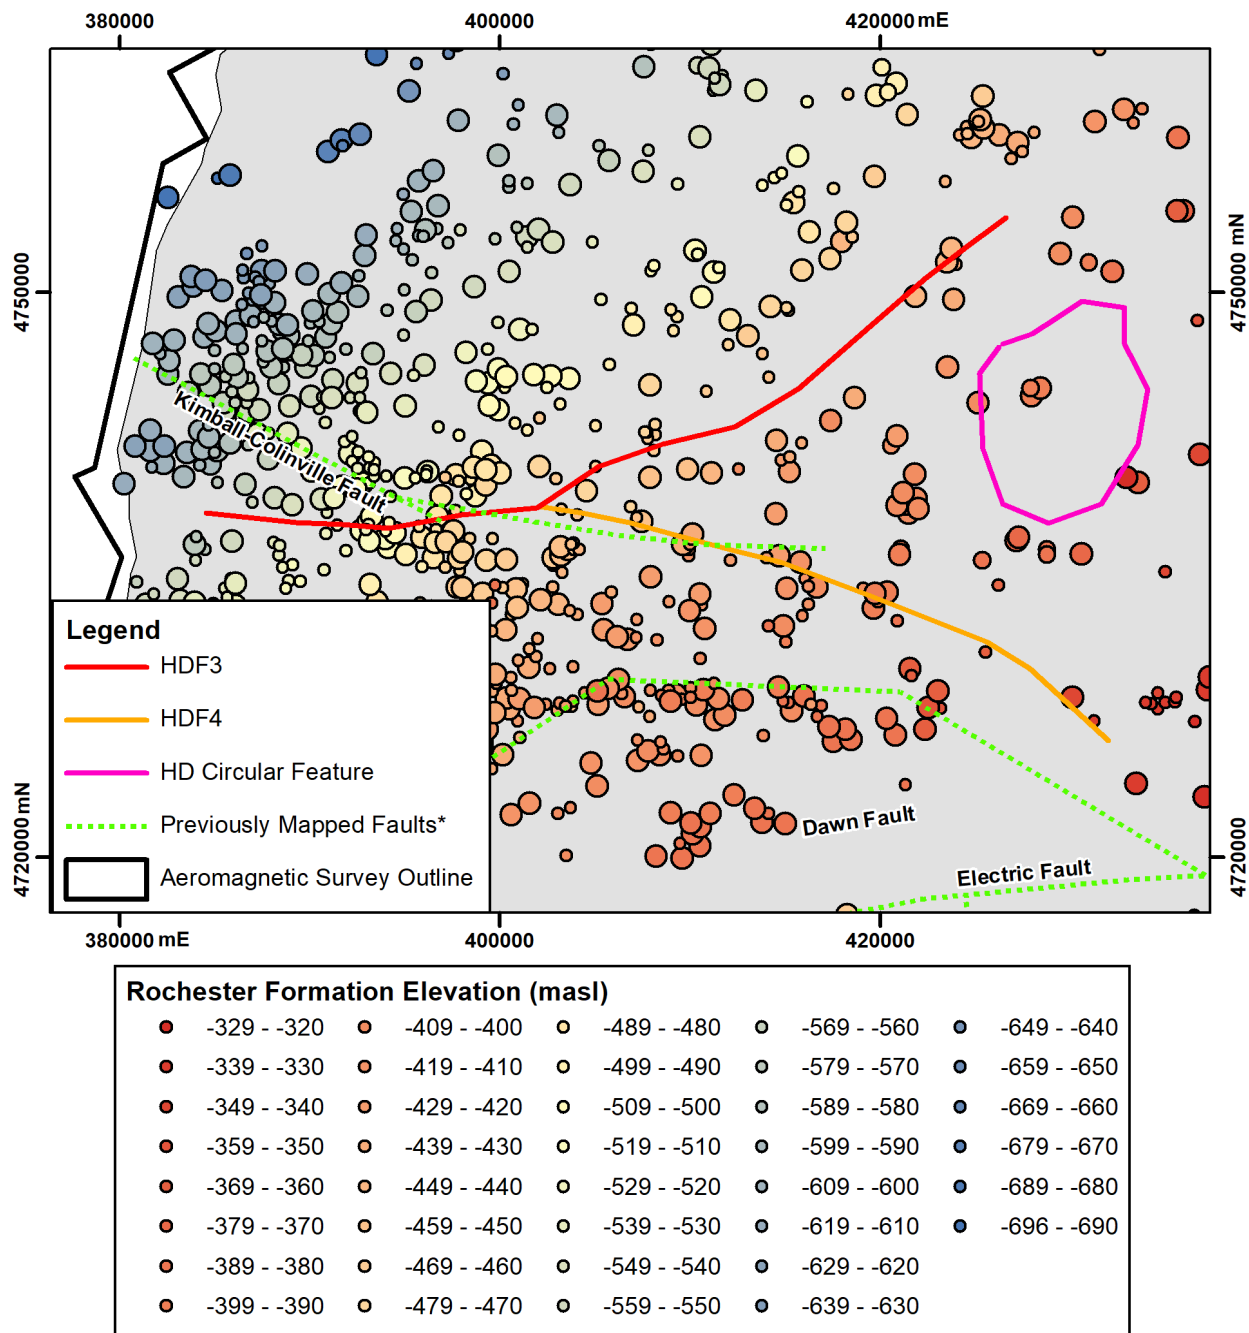 380000 400000 420000 mE
4750000 4750000 mN
Kimball-Colinville Fault
Legend
HDF3
HDF4
HD Circular Feature
Previously Mapped Faults*
Aeromagnetic Survey Outline
Dawn Fault
Electric Fault
4720000 mN 4720000
380000 mE 400000 420000
Rochester Formation Elevation (masl)
-329 - -320 -409 - -400 -489 - -480 -569 - -560 -649 - -640
-339 - -330 -419 - -410 -499 - -490 -579 - -570 -659 - -650
-349 - -340 -429 - -420 -509 - -500 -589 - -580 -669 - -660
-359 - -350 -439 - -430 -519 - -510 -599 - -590 -679 - -670
-369 - -360 -449 - -440 -529 - -520 -609 - -600 -689 - -680
-379 - -370 -459 - -450 -539 - -530 -619 - -610 -696 - -690
-389 - -380 -469 - -460 -549 - -540 -629 - -620
-399 - -390 -479 - -470 -559 - -550 -639 - -630